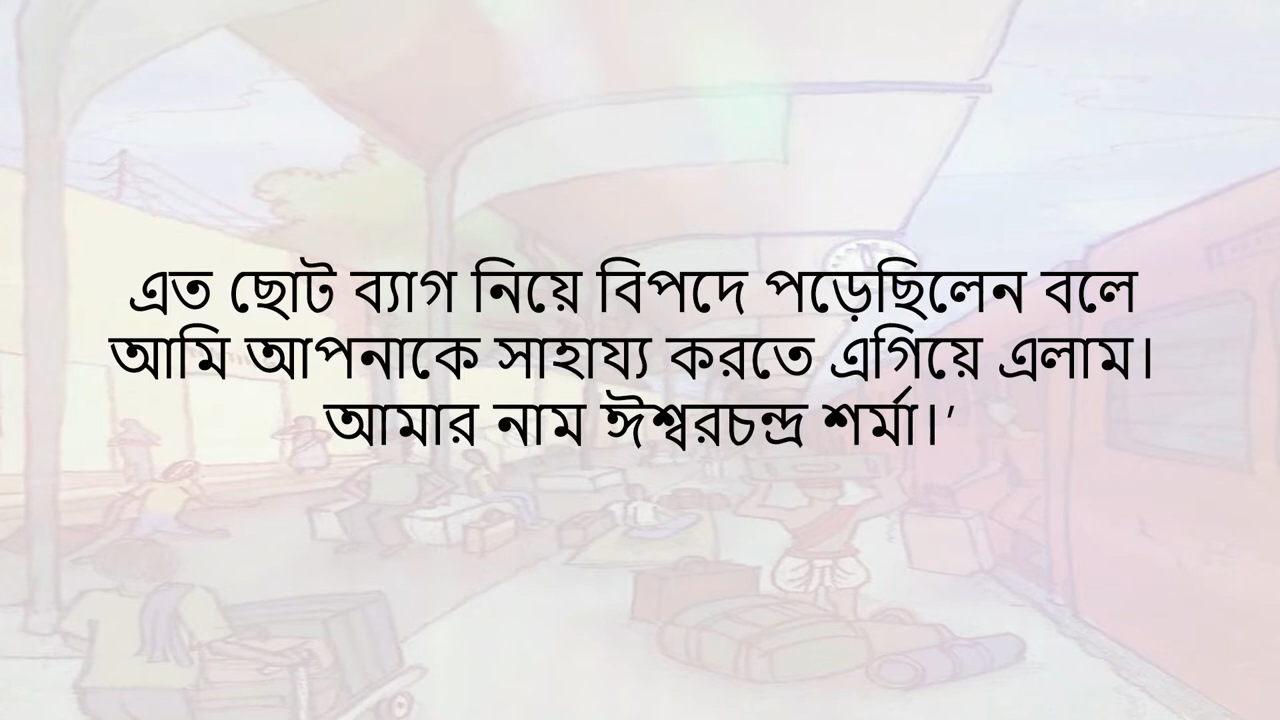 এত ছোট ব্যাগ নিয়ে বিপদে পড়েছিলেন বলে
আমি আপনাকে সাহায্য করতে এগিয়ে এলাম।
আমার নাম ঈশ্বরচন্দ্র শর্মা।’